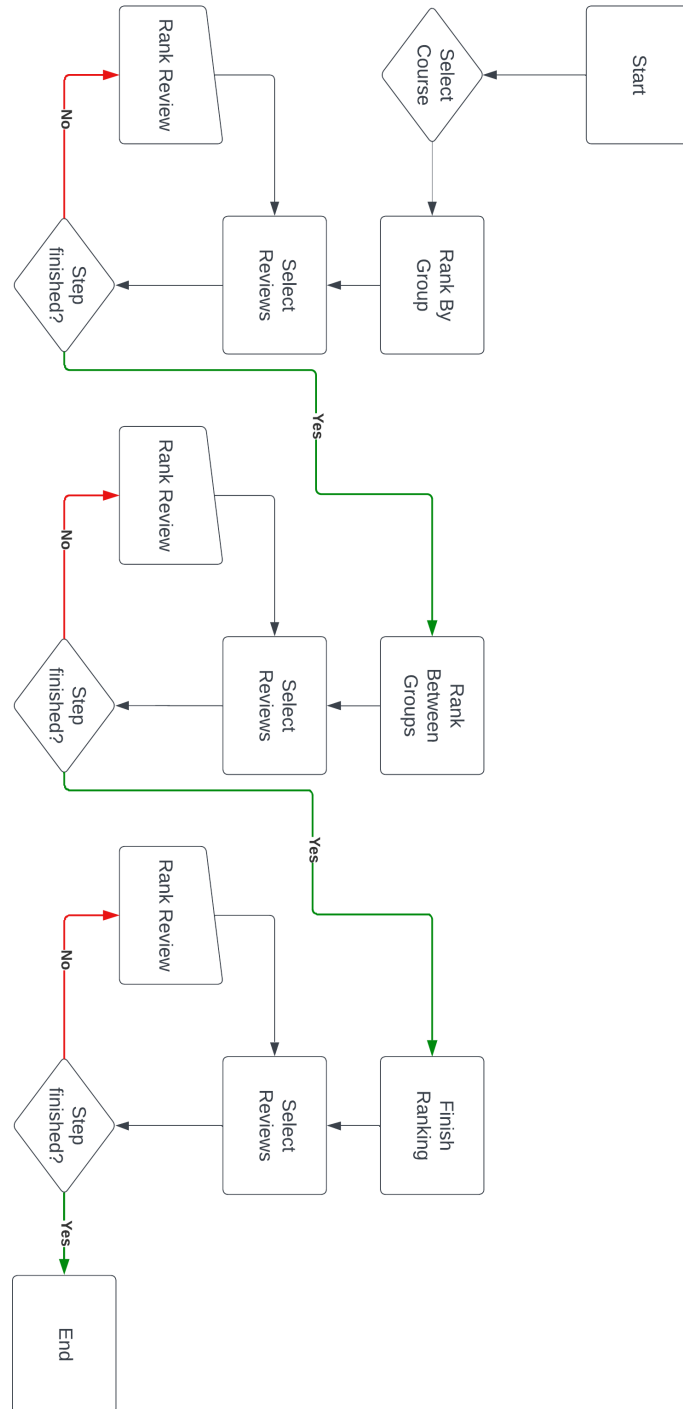 Start
Select
Course
Rank By
Group
Select
Reviews
Rank Review
Step
finished?
No
Yes
Rank
Between
Groups
Select
Reviews
Rank Review
Step
finished?
No
Yes
Finish
Ranking
Select
Reviews
Rank Review
Step
finished?
No
Yes
End